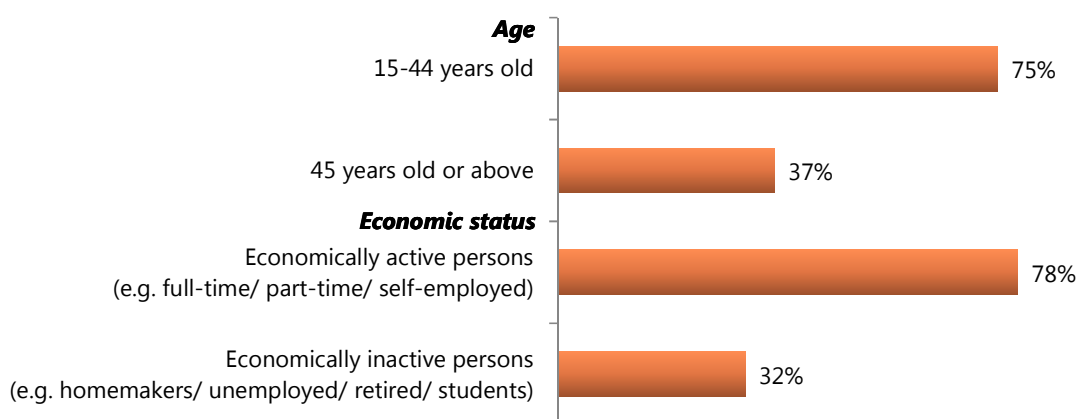 Age
15-44 years old
75%
45 years old or above
37%
Economic status
Economically active persons
(e.g. full-time/ part-time/ self-employed)
78%
Economically inactive persons
(e.g. homemakers/ unemployed/ retired/ students)
32%